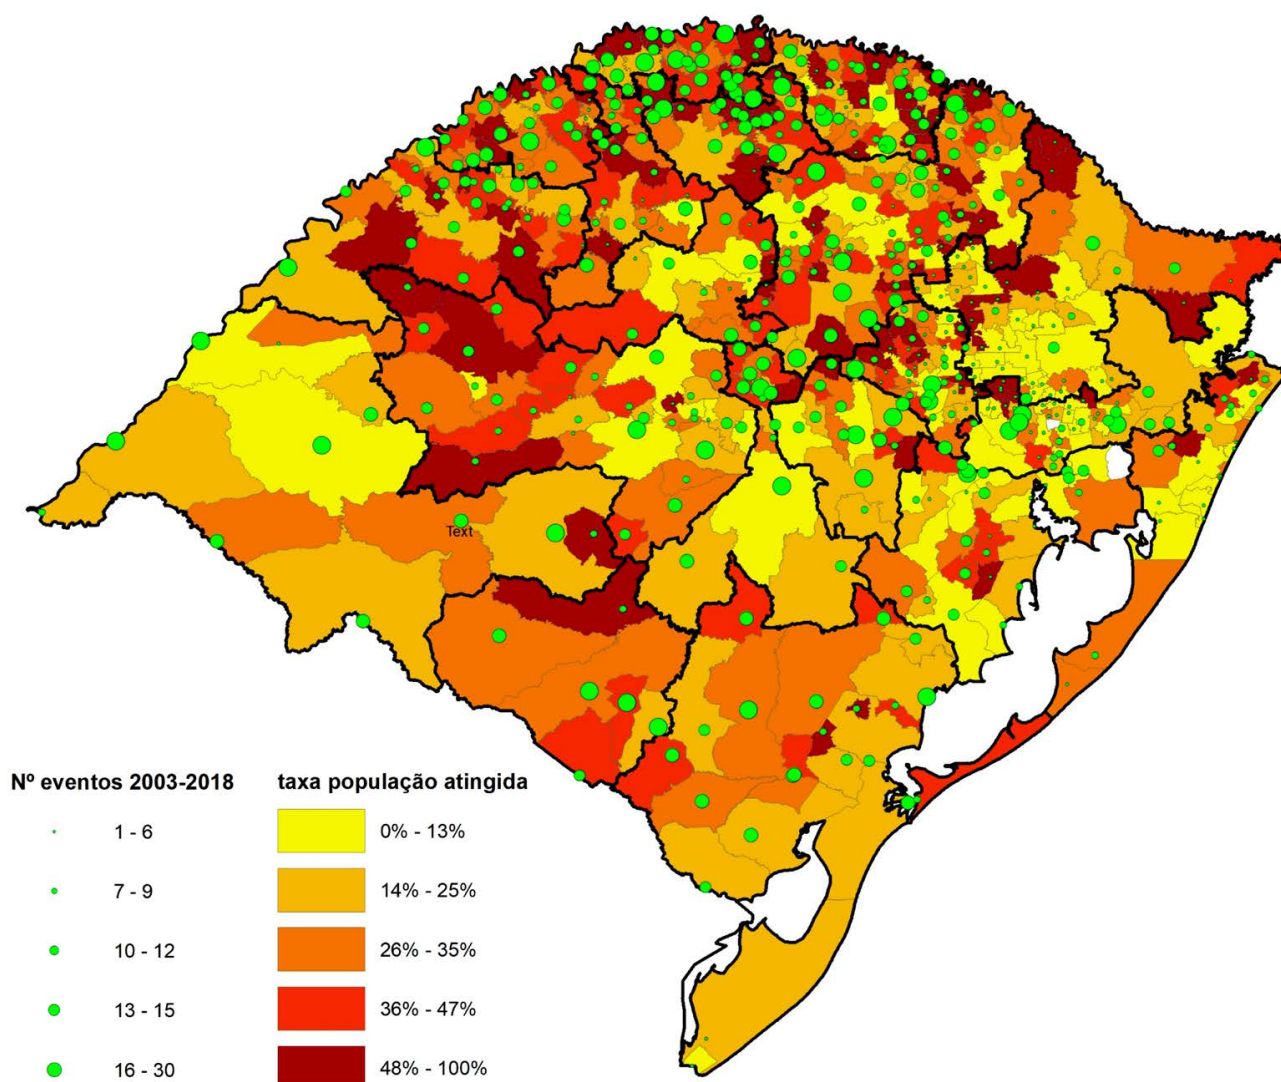 Text
Nº eventos 2003-2018
1 - 6
7 - 9
10 - 12
13 - 15
16 - 30
taxa população atingida
0% - 13%
14% - 25%
26% - 35%
36% - 47%
48% - 100%